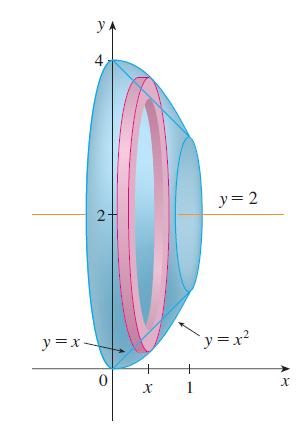 y
4
y = 2
2
y = x
y = x²
0
x
1
x